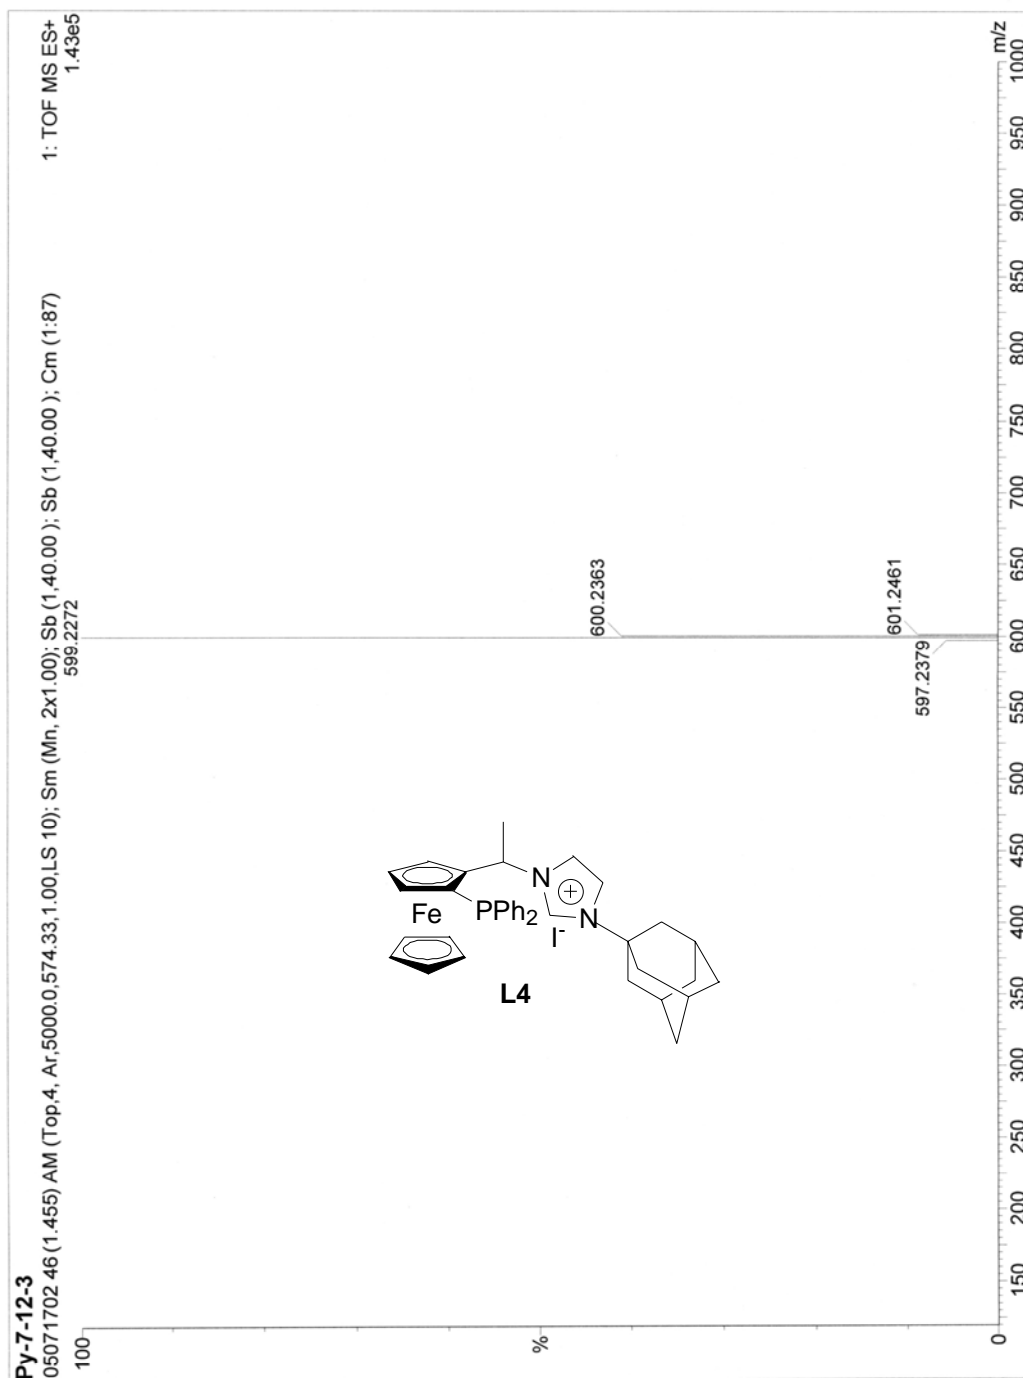 Py-7-12-3
05071702 46 (1.455) AM (Top,4, Ar,5000.0,574.33,1.00,LS 10); Sm (Mn, 2x1.00); Sb (1,40.00 ); Sb (1,40.00 ); Cm (1:87)
1: TOF MS ES+
1.43e5
599.2272
100
%
0
600.2363
601.2461
597.2379
N
+
N
PPh2
Fe
I-
L4
150 200 250 300 350 400 450 500 550 600 650 700 750 800 850 900 950 1000
m/z